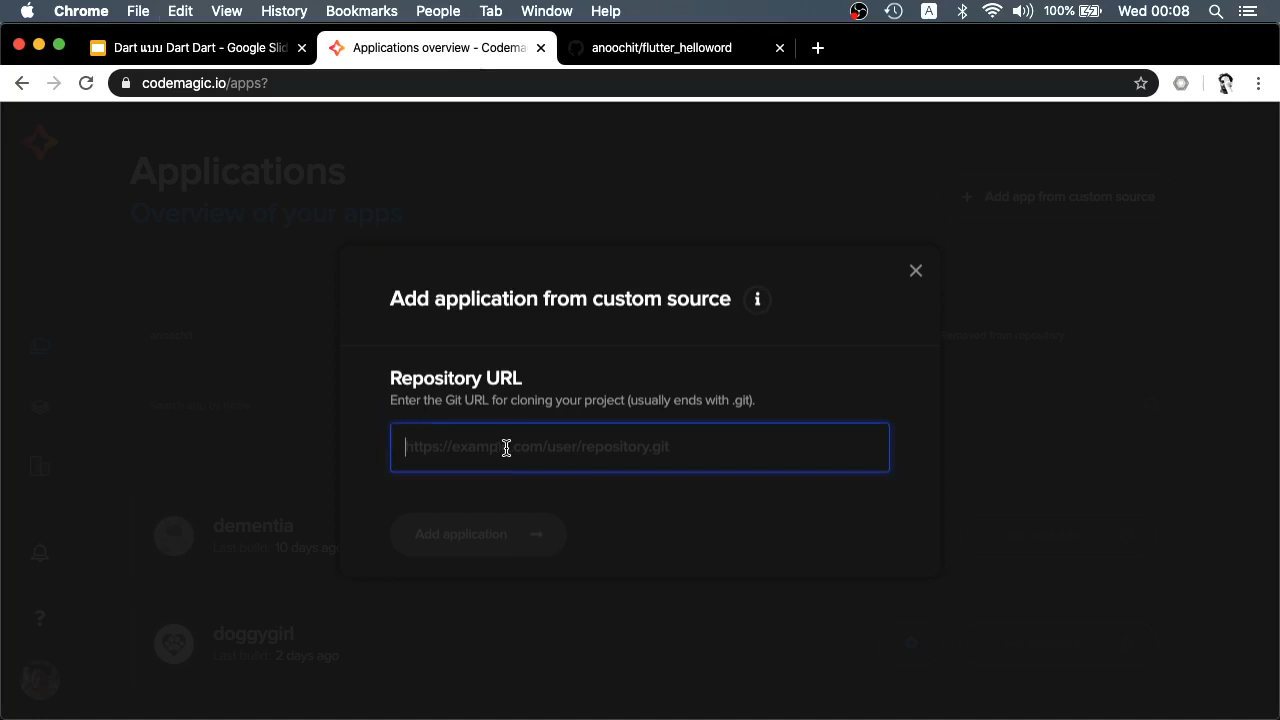 Chrome File Edit View History Bookmarks People Tab Window Help A 100% Wed 00:08
Dart แบบ Dart Dart - Google Slid Applications overview - Codema anoochit/flutter_helloword
codemagic.io/apps?
Applications
Overview of your apps
+ Add app from custom source
Add application from custom source i
removed from repository
Repository URL
Enter the Git URL for cloning your project (usually ends with .git).
https://example.com/user/repository.git
dementia
Last build: 10 days ago
Add application
doggygirl
Last build: 2 days ago
?